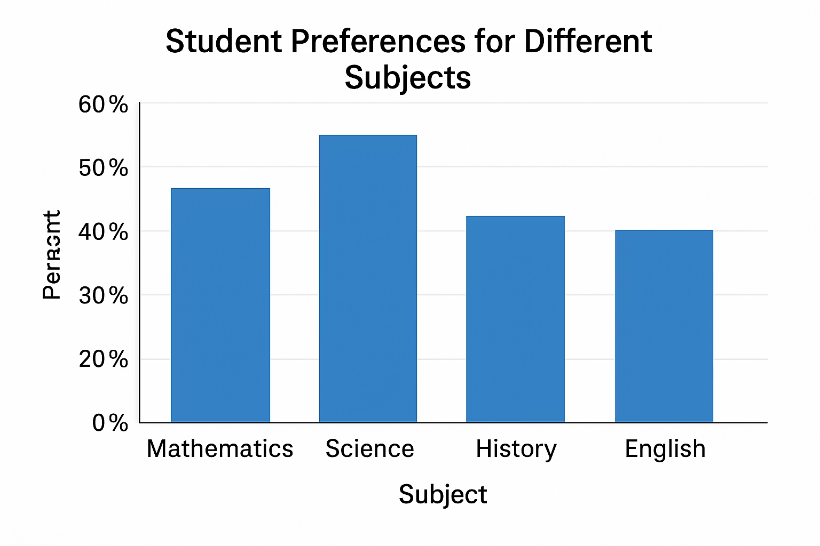 Student Preferences for Different
Subjects
60%
50%
40%
30%
20%
0%
Mathematics Science History English
Subject